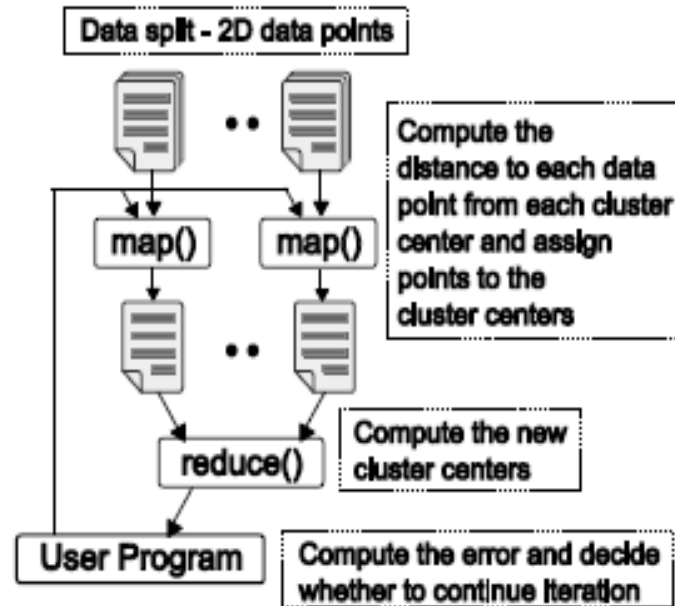 Data split - 2D data points
Compute the
distance to each data
point from each cluster
center and assign
points to the
cluster centers
map()
map()
Compute the new
cluster centers
reduce()
User Program
Compute the error and decide
whether to continue iteration